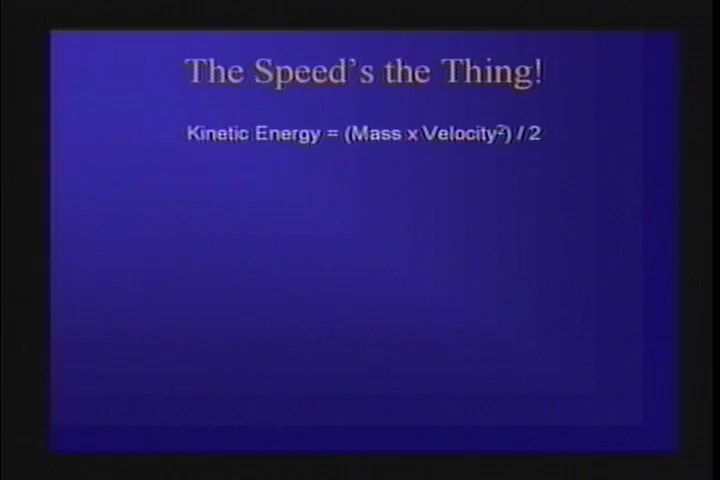 The Speed's the Thing!
Kinetic Energy = (Mass x Velocity²) / 2